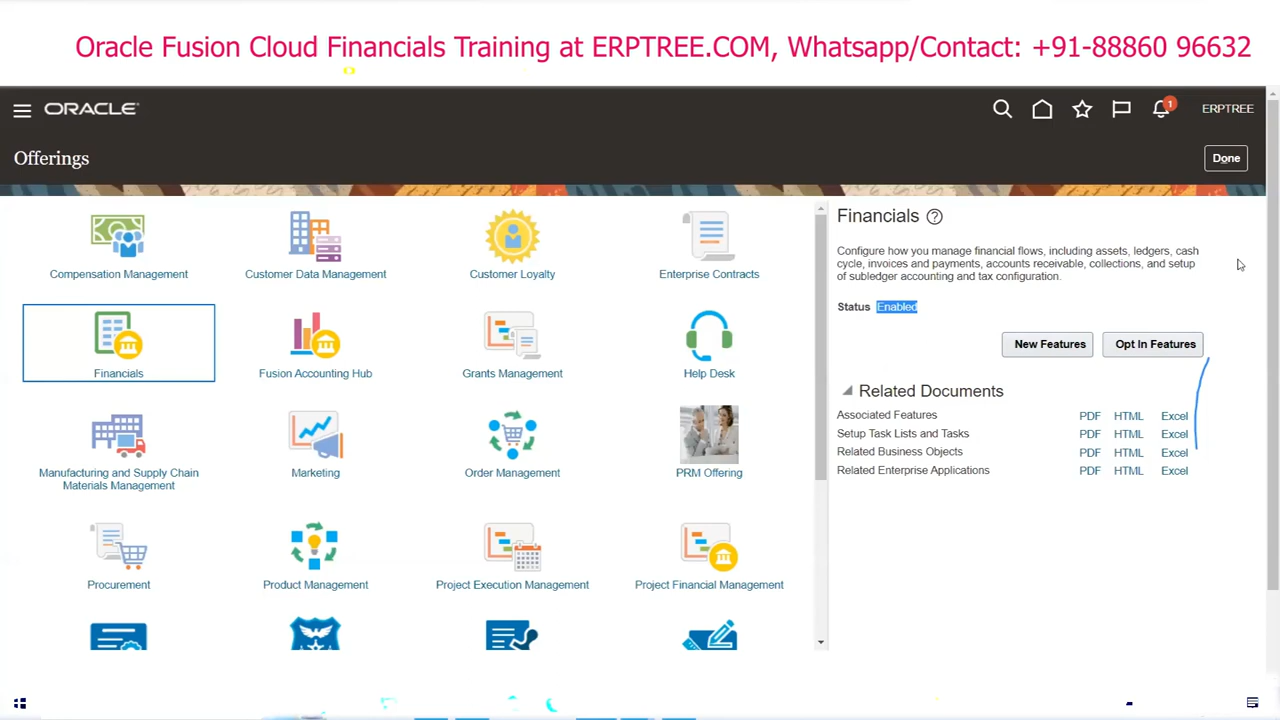 Oracle Fusion Cloud Financials Training at ERPTREE.COM, Whatsapp/Contact: +91-88860 96632
ORACLE
1
ERPTREE
Offerings
Done
Compensation Management
Customer Data Management
Customer Loyalty
Enterprise Contracts
Financials
Fusion Accounting Hub
Grants Management
Help Desk
Manufacturing and Supply Chain
Materials Management
Marketing
Order Management
PRM Offering
Procurement
Product Management
Project Execution Management
Project Financial Management
Financials ?
Configure how you manage financial flows, including assets, ledgers, cash
cycle, invoices and payments, accounts receivable, collections, and setup
of subledger accounting and tax configuration.
Status Enabled
New Features Opt In Features
Related Documents
Associated Features PDF HTML Excel
Setup Task Lists and Tasks PDF HTML Excel
Related Business Objects PDF HTML Excel
Related Enterprise Applications PDF HTML Excel